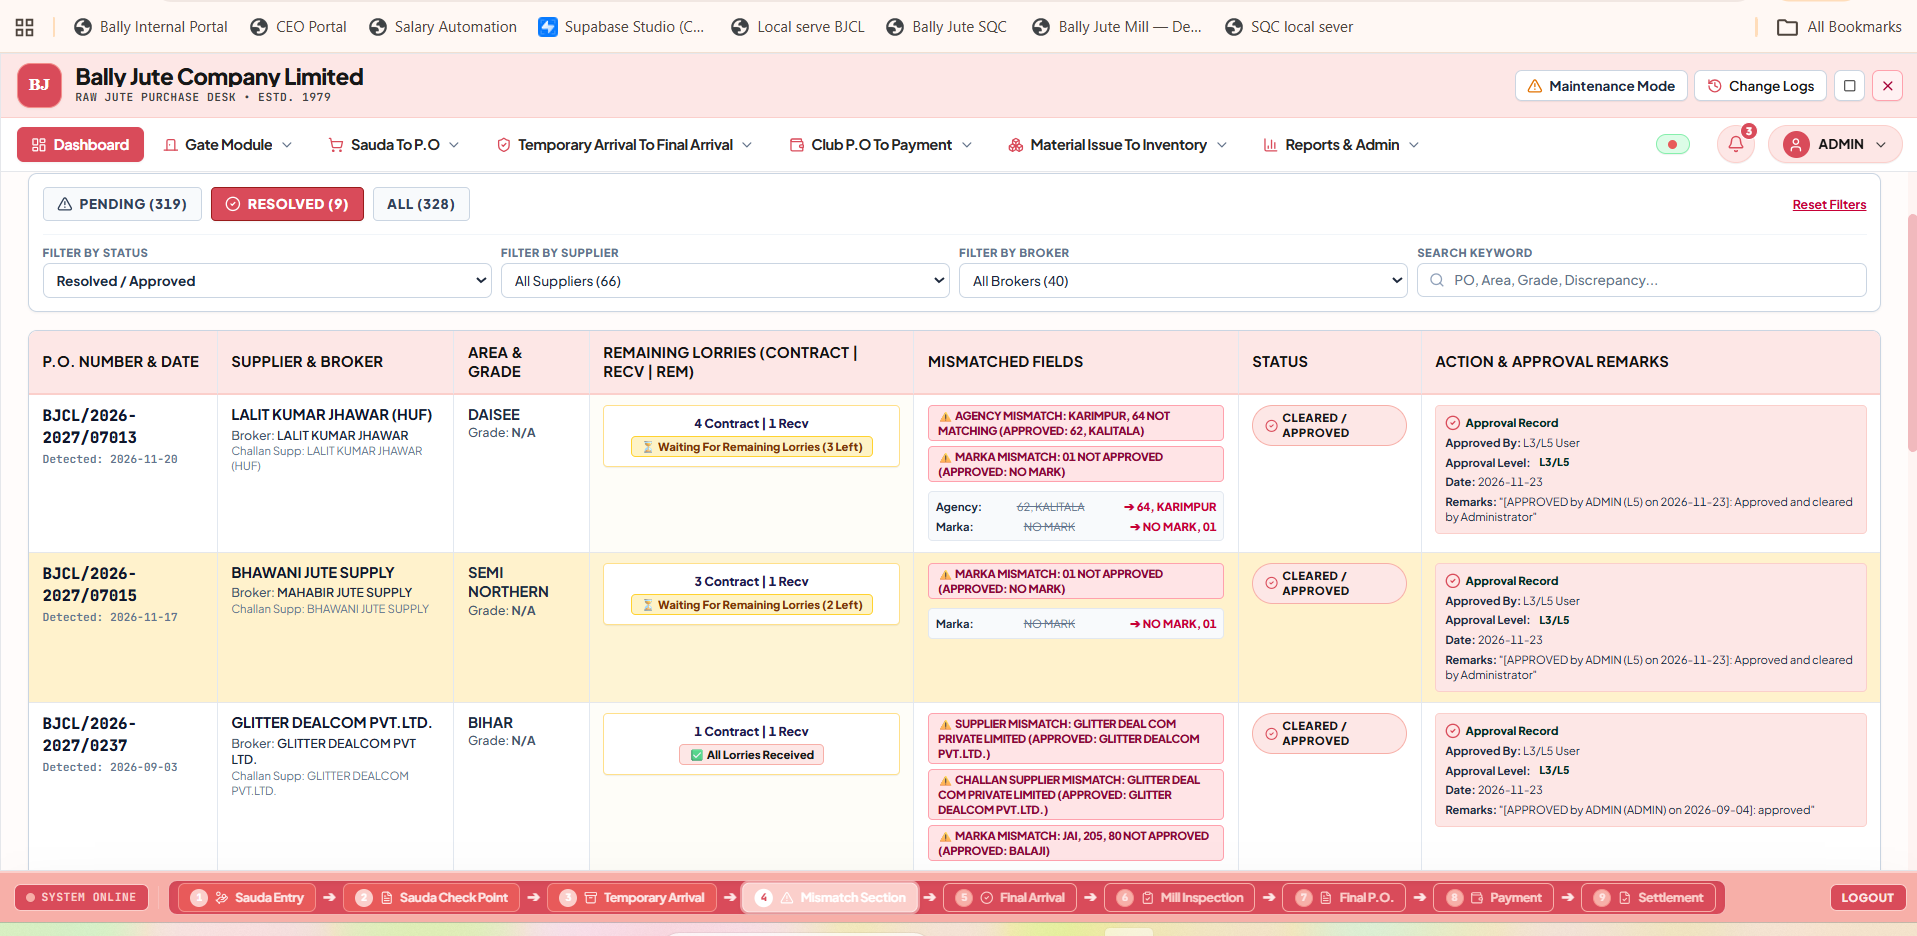 Bally Internal Portal
CEO Portal
Salary Automation
Supabase Studio (C...
Local serve BJCL
Bally Jute SQC
Bally Jute Mill — De...
SQC local sever
All Bookmarks
BJ
Bally Jute Company Limited
RAW JUTE PURCHASE DESK • ESTD. 1979
Maintenance Mode
Change Logs
Dashboard
Gate Module
Sauda To P.O
Temporary Arrival To Final Arrival
Club P.O To Payment
Material Issue To Inventory
Reports & Admin
3
ADMIN
PENDING (319)
RESOLVED (9)
ALL (328)
Reset Filters
FILTER BY STATUS
FILTER BY SUPPLIER
FILTER BY BROKER
SEARCH KEYWORD
Resolved / Approved
All Suppliers (66)
All Brokers (40)
PO, Area, Grade, Discrepancy...
P.O. NUMBER & DATE
SUPPLIER & BROKER
AREA &
GRADE
REMAINING LORRIES (CONTRACT |
RECV | REM)
MISMATCHED FIELDS
STATUS
ACTION & APPROVAL REMARKS
BJCL/2026-
2027/07013
Detected: 2026-11-20
LALIT KUMAR JHAWAR (HUF)
Broker: LALIT KUMAR JHAWAR
Challan Supp: LALIT KUMAR JHAWAR
(HUF)
DAISEE
Grade: N/A
4 Contract | 1 Recv
⏳ Waiting For Remaining Lorries (3 Left)
⚠️ AGENCY MISMATCH: KARIMPUR, 64 NOT
MATCHING (APPROVED: 62, KALITALA)
⚠️ MARKA MISMATCH: 01 NOT APPROVED
(APPROVED: NO MARK)
Agency: 62, KALITALA ➔ 64, KARIMPUR
Marka: NO MARK ➔ NO MARK, 01
CLEARED /
APPROVED
Approval Record
Approved By: L3/L5 User
Approval Level: L3/L5
Date: 2026-11-23
Remarks: "[APPROVED by ADMIN (L5) on 2026-11-23]: Approved and cleared
by Administrator"
BJCL/2026-
2027/07015
Detected: 2026-11-17
BHAWANI JUTE SUPPLY
Broker: MAHABIR JUTE SUPPLY
Challan Supp: BHAWANI JUTE SUPPLY
SEMI
NORTHERN
Grade: N/A
3 Contract | 1 Recv
⏳ Waiting For Remaining Lorries (2 Left)
⚠️ MARKA MISMATCH: 01 NOT APPROVED
(APPROVED: NO MARK)
Marka: NO MARK ➔ NO MARK, 01
CLEARED /
APPROVED
Approval Record
Approved By: L3/L5 User
Approval Level: L3/L5
Date: 2026-11-23
Remarks: "[APPROVED by ADMIN (L5) on 2026-11-23]: Approved and cleared
by Administrator"
BJCL/2026-
2027/0237
Detected: 2026-09-03
GLITTER DEALCOM PVT.LTD.
Broker: GLITTER DEALCOM PVT
LTD.
Challan Supp: GLITTER DEALCOM
PVT.LTD.
BIHAR
Grade: N/A
1 Contract | 1 Recv
✅ All Lorries Received
⚠️ SUPPLIER MISMATCH: GLITTER DEAL COM
PRIVATE LIMITED (APPROVED: GLITTER DEALCOM
PVT.LTD.)
⚠️ CHALLAN SUPPLIER MISMATCH: GLITTER DEAL
COM PRIVATE LIMITED (APPROVED: GLITTER
DEALCOM PVT.LTD.)
⚠️ MARKA MISMATCH: JAI, 205, 80 NOT APPROVED
(APPROVED: BALAJI)
CLEARED /
APPROVED
Approval Record
Approved By: L3/L5 User
Approval Level: L3/L5
Date: 2026-11-23
Remarks: "[APPROVED by ADMIN (ADMIN) on 2026-09-04]: approved"
SYSTEM ONLINE
1 Sauda Entry ➔
2 Sauda Check Point ➔
3 Temporary Arrival ➔
4 Mismatch Section ➔
5 Final Arrival ➔
6 Mill Inspection ➔
7 Final P.O. ➔
8 Payment ➔
9 Settlement
LOGOUT